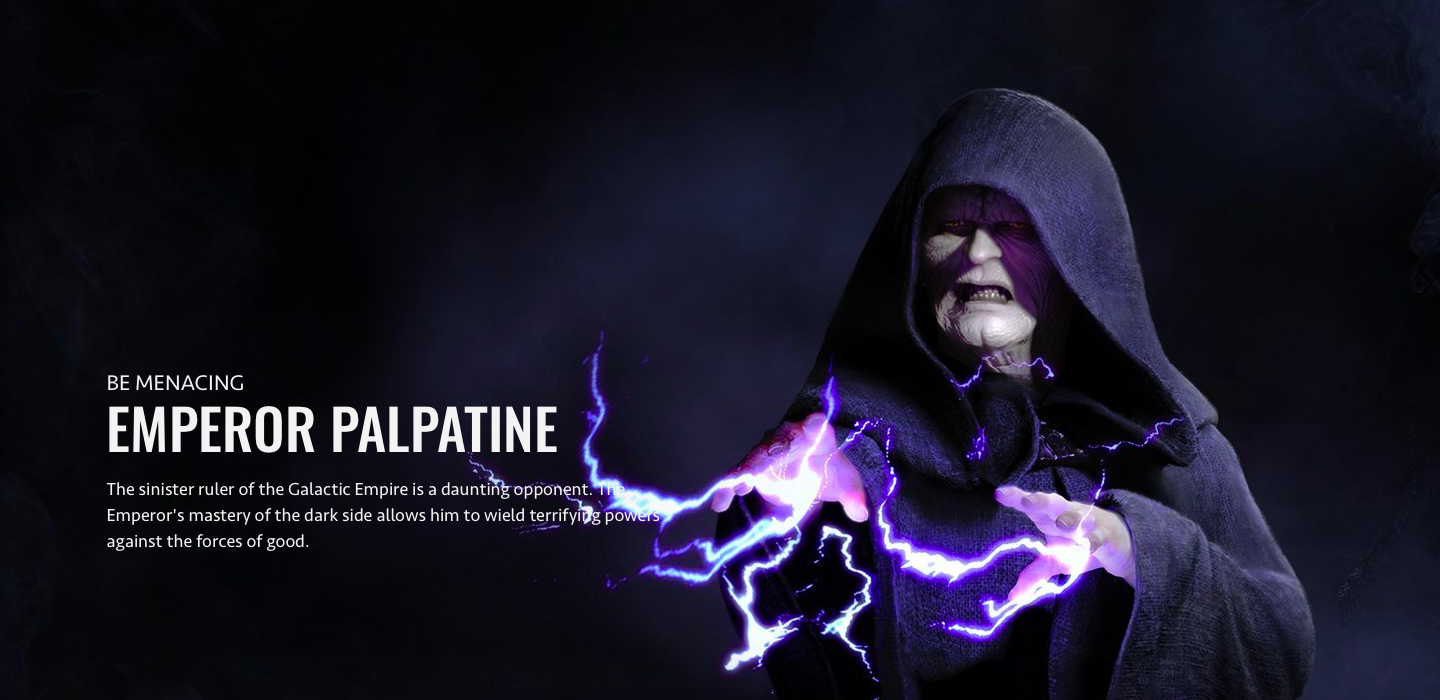 BE MENACING
EMPEROR PALPATINE
The sinister ruler of the Galactic Empire is a daunting opponent. The
Emperor's mastery of the dark side allows him to wield terrifying powers
against the forces of good.